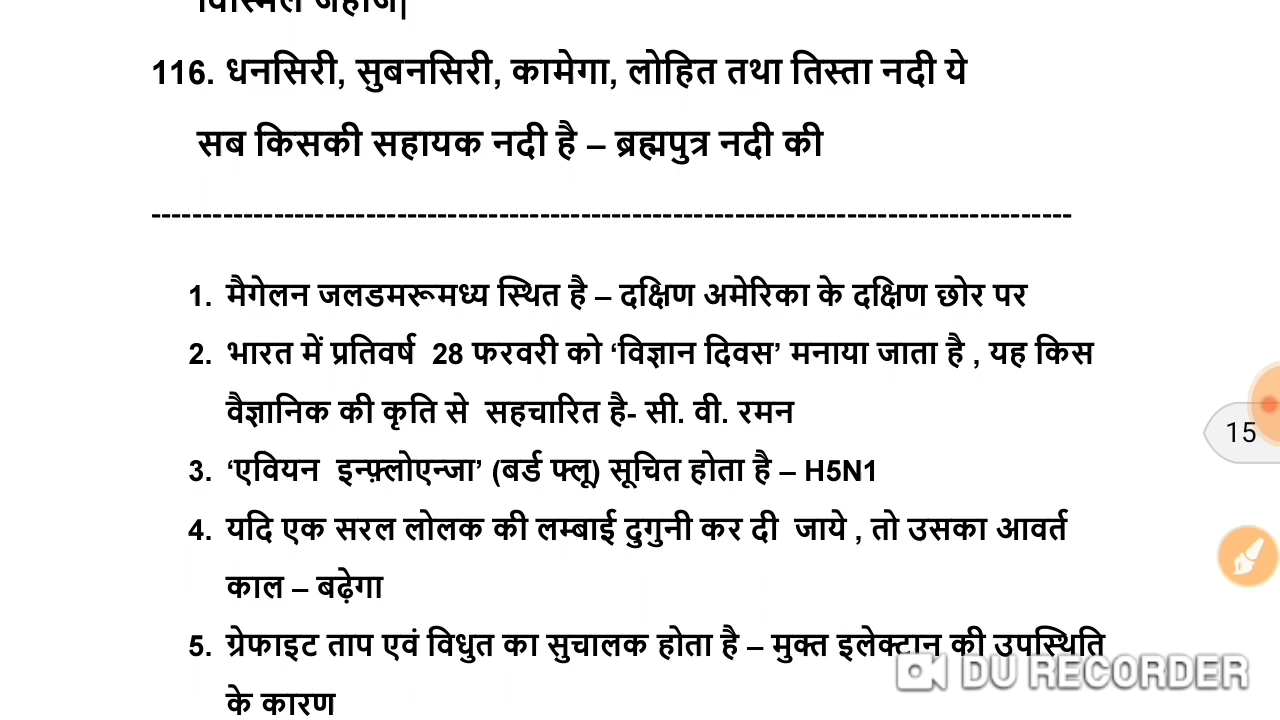 विस्मिल जहाज|
116. धनसिरी, सुबनसिरी, कामेगा, लोहित तथा तिस्ता नदी ये
सब किसकी सहायक नदी है – ब्रह्मपुत्र नदी की
--------------------------------------------------------------------------------------------
1. मैगेलन जलडमरूमध्य स्थित है – दक्षिण अमेरिका के दक्षिण छोर पर
2. भारत में प्रतिवर्ष 28 फरवरी को ‘विज्ञान दिवस’ मनाया जाता है , यह किस
वैज्ञानिक की कृति से सहचारित है- सी. वी. रमन
15
3. ‘एवियन इन्फ़्लोएन्जा’ (बर्ड फ्लू) सूचित होता है – H5N1
4. यदि एक सरल लोलक की लम्बाई दुगुनी कर दी जाये , तो उसका आवर्त
काल – बढ़ेगा
5. ग्रेफाइट ताप एवं विधुत का सुचालक होता है – मुक्त इलेक्टान की उपस्थिति
के कारण
DU RECORDER